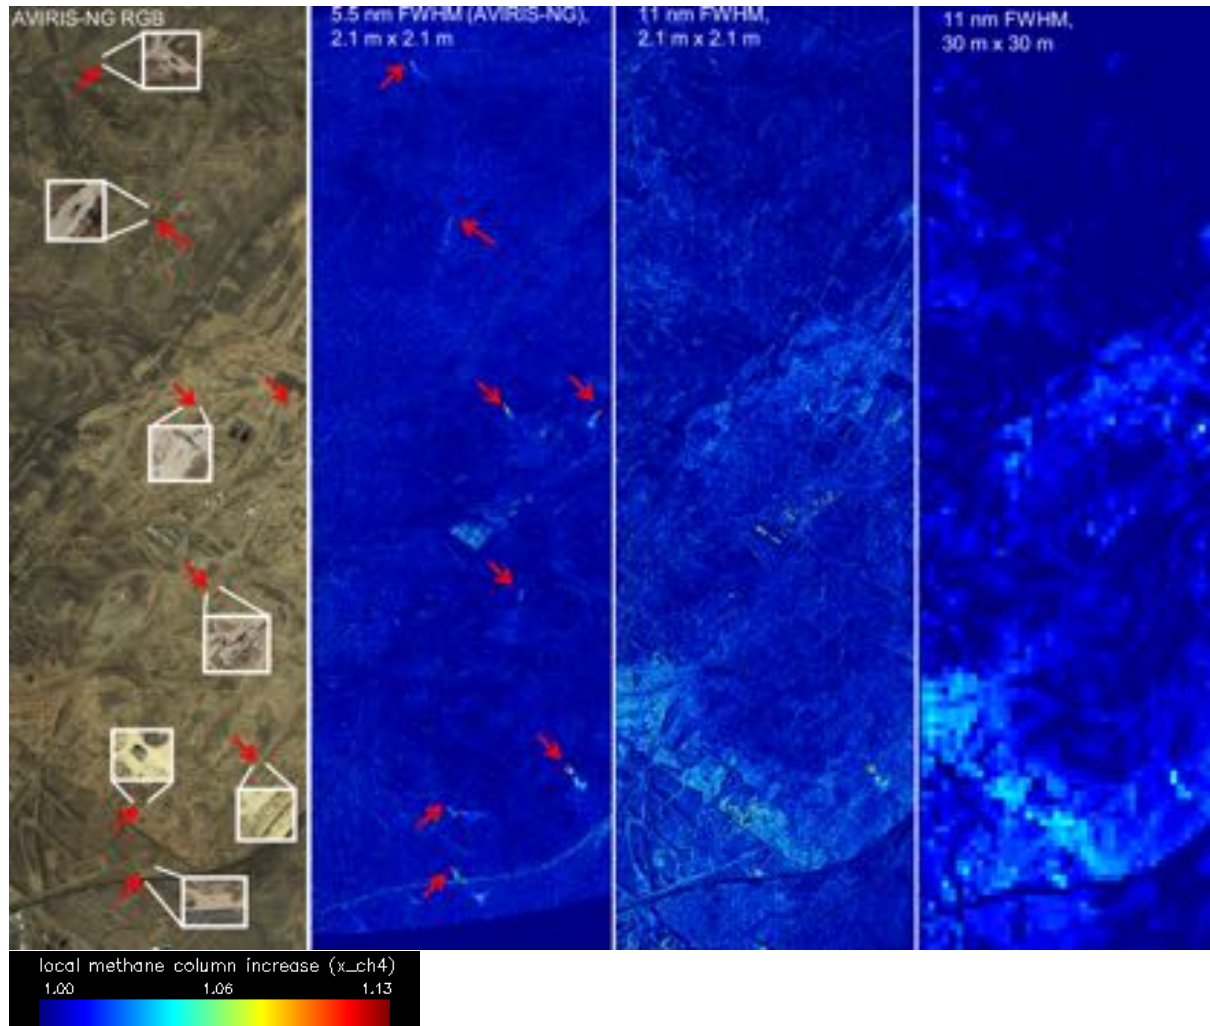 AVIRIS-NG RGB
5.5 nm FWHM (AVIRIS-NG),
2.1 m x 2.1 m
11 nm FWHM,
2.1 m x 2.1 m
11 nm FWHM,
30 m x 30 m
local methane column increase (x_ch4)
1.00 1.06 1.13